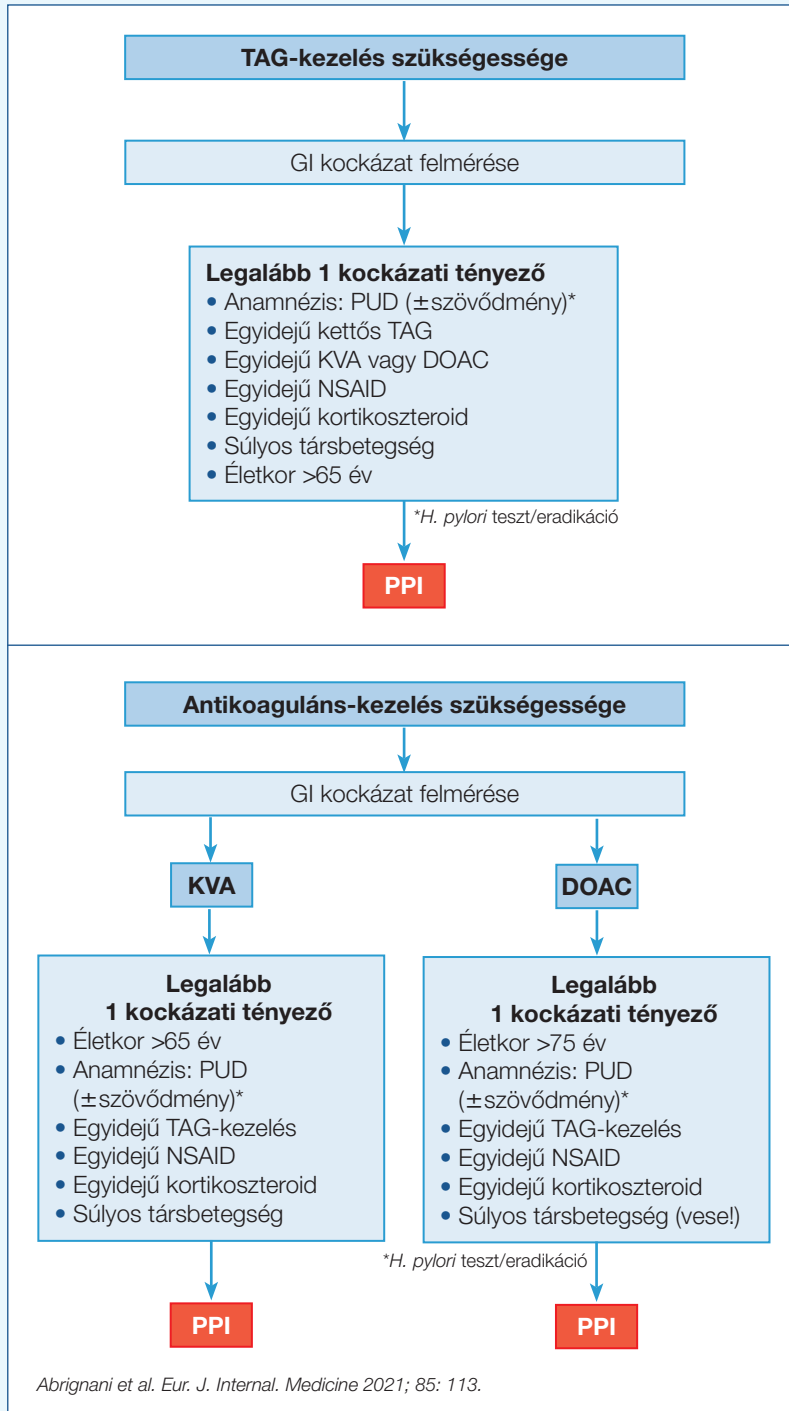 TAG-kezelés szükségessége
GI kockázat felmérése
Legalább 1 kockázati tényező
• Anamnézis: PUD (±szövődmény)*
• Egyidejű kettős TAG
• Egyidejű KVA vagy DOAC
• Egyidejű NSAID
• Egyidejű kortikoszteroid
• Súlyos társbetegség
• Életkor >65 év
*H. pylori teszt/eradikáció
PPI
Antikoaguláns-kezelés szükségessége
GI kockázat felmérése
KVA
Legalább
1 kockázati tényező
• Életkor >65 év
• Anamnézis: PUD
(±szövődmény)*
• Egyidejű TAG-kezelés
• Egyidejű NSAID
• Egyidejű kortikoszteroid
• Súlyos társbetegség
PPI
DOAC
Legalább
1 kockázati tényező
• Életkor >75 év
• Anamnézis: PUD
(±szövődmény)*
• Egyidejű TAG-kezelés
• Egyidejű NSAID
• Egyidejű kortikoszteroid
• Súlyos társbetegség (vese!)
*H. pylori teszt/eradikáció
PPI
Abrignani et al. Eur. J. Internal. Medicine 2021; 85: 113.